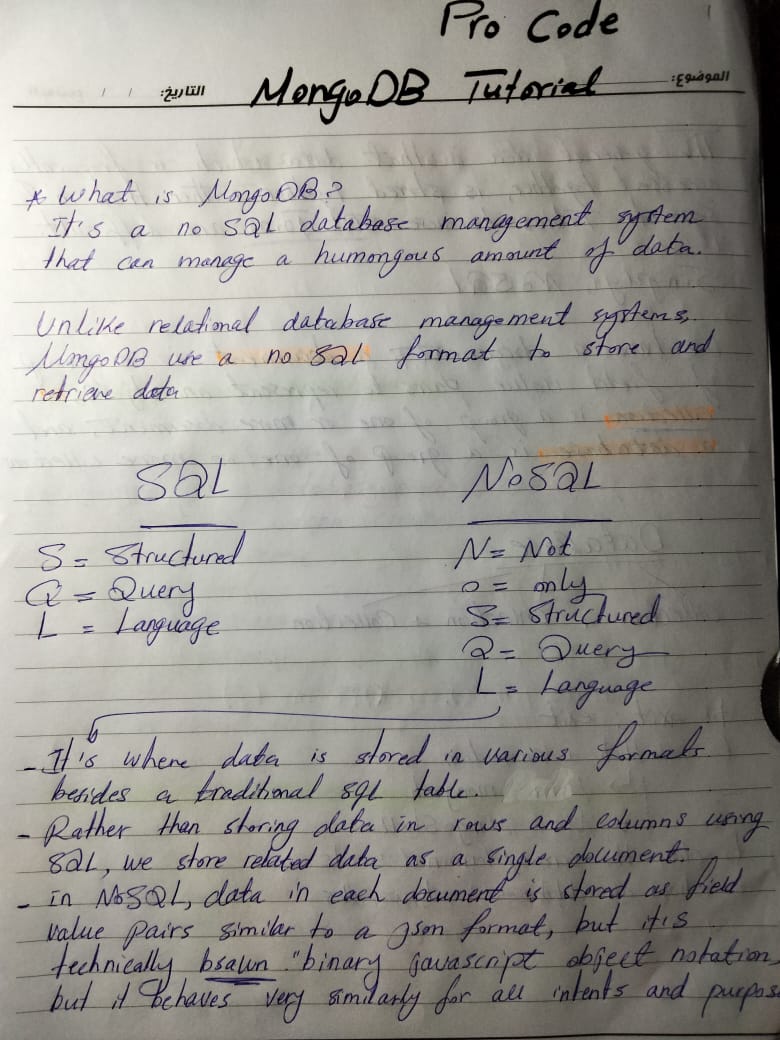 Pro Code
الموضوع: MongoDB Tutorial التاريخ: / /
* What is MongoDB?
It's a no SQL database management system
that can manage a humongous amount of data.
Unlike relational database management systems,
MongoDB use a no SQL format to store and
retrieve data
SQL
S = Structured
Q = Query
L = Language
NoSQL
N = Not
o = only
S = Structured
Q = Query
L = Language
- It's where data is stored in various formats
besides a traditional sql table.
- Rather than storing data in rows and columns using
SQL, we store related data as a single document.
- in NoSQL, data in each document is stored as field
value pairs similar to a json format, but it's
technically bsawn "binary javascript object notation,
but it behaves very similarly for all intents and purpos